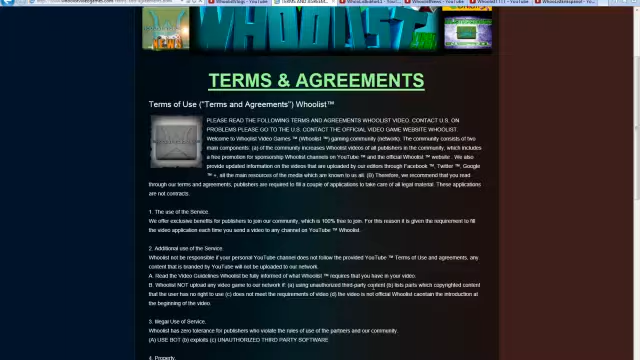 WHOOLIST
NEWS
TERMS & AGREEMENTS
Terms of Use ("Terms and Agreements") Whoolist™
PLEASE READ THE FOLLOWING TERMS AND AGREEMENTS WHOOLIST VIDEO. CONTACT U.S. ON
PROBLEMS PLEASE GO TO THE U.S. CONTACT THE OFFICIAL VIDEO GAME WEBSITE WHOOLIST
Welcome to Whoolist Video Games ™ (Whoolist ™) gaming community (network). The community consists of two
main components: (a) of the community increases Whoolist videos of all publishers in the community, which includes
a free promotion for sponsorship Whoolist channels on YouTube ™ and the official Whoolist ™ website . We also
provide updated information on the videos that are uploaded by our editors through Facebook ™, Twitter ™, Google
™ +, all the main resources of the media which are known to us all. (B) Therefore, we recommend that you read
through our terms and agreements, publishers are required to fill a couple of applications to take care of all legal material. These applications
are not contracts.
1. The use of the Service.
We offer exclusive benefits for publishers to join our community, which is 100% free to join. For this reason it is given the requirement to fill
the video application each time you send a video to any channel on YouTube ™ Whoolist.
2. Additional use of the Service.
Whoolist not be responsible if your personal YouTube channel does not follow the provided YouTube ™ Terms of Use and agreements, any
content that is branded by YouTube will not be uploaded to our network.
A. Read the Video Guidelines Whoolist be fully informed of what Whoolist ™ requires that you have in your video.
B. Whoolist NOT upload any video game to our network if: (a) using unauthorized third-party content (b) lists parts which copyrighted content
that the user has no right to use (c) does not meet the requirements of video (d) the video is not official Whoolist caontain the introduction at
the beginning of the video.
3. Illegal Use of Service.
Whoolist has zero tolerance for publishers who violate the roles of use of the partners and our community.
(A) USE BOT (b) exploits (c) UNAUTHORIZED THIRD PARTY SOFTWARE
4. Property.